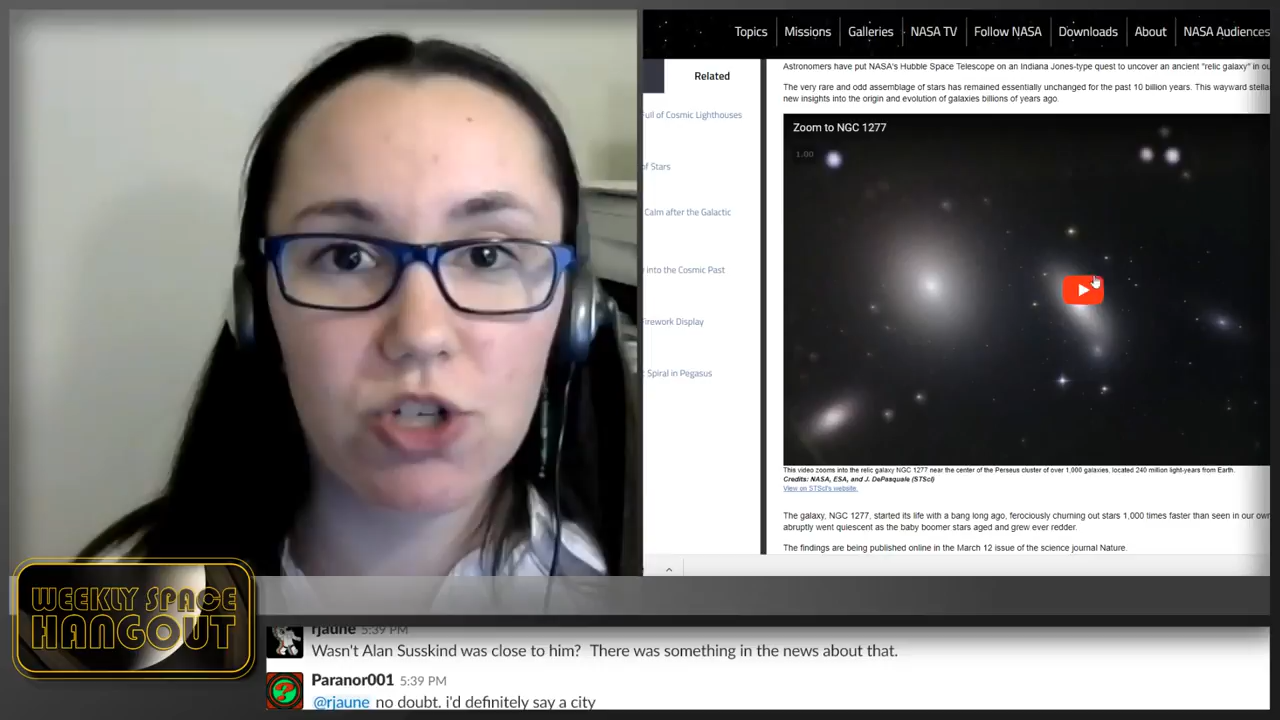 Topics
Missions
Galleries
NASA TV
Follow NASA
Downloads
About
NASA Audiences
Related
Full of Cosmic Lighthouses
of Stars
Calm after the Galactic
into the Cosmic Past
Firework Display
Spiral in Pegasus
Astronomers have put NASA's Hubble Space Telescope on an Indiana Jones-type quest to uncover an ancient "relic galaxy" in
The very rare and odd assemblage of stars has remained essentially unchanged for the past 10 billion years. This wayward
new insights into the origin and evolution of galaxies billions of years ago.
Zoom to NGC 1277
1.00
This video zooms into the relic galaxy NGC 1277 near the center of the Perseus cluster of over 1,000 galaxies, located 240 million light-years from Earth.
Credits: NASA, ESA, and J. DePasquale (STScI)
View on STScI's website.
The galaxy, NGC 1277, started its life with a bang long ago, ferociously churning out stars 1,000 times faster than seen in our own
abruptly went quiescent as the baby boomer stars aged and grew ever redder.
The findings are being published online in the March 12 issue of the science journal Nature.
WEEKLY SPACE
HANGOUT
rjaune 5:39 PM
Wasn't Alan Susskind was close to him? There was something in the news about that.
Paranor001 5:39 PM
@rjaune no doubt. i'd definitely say a city